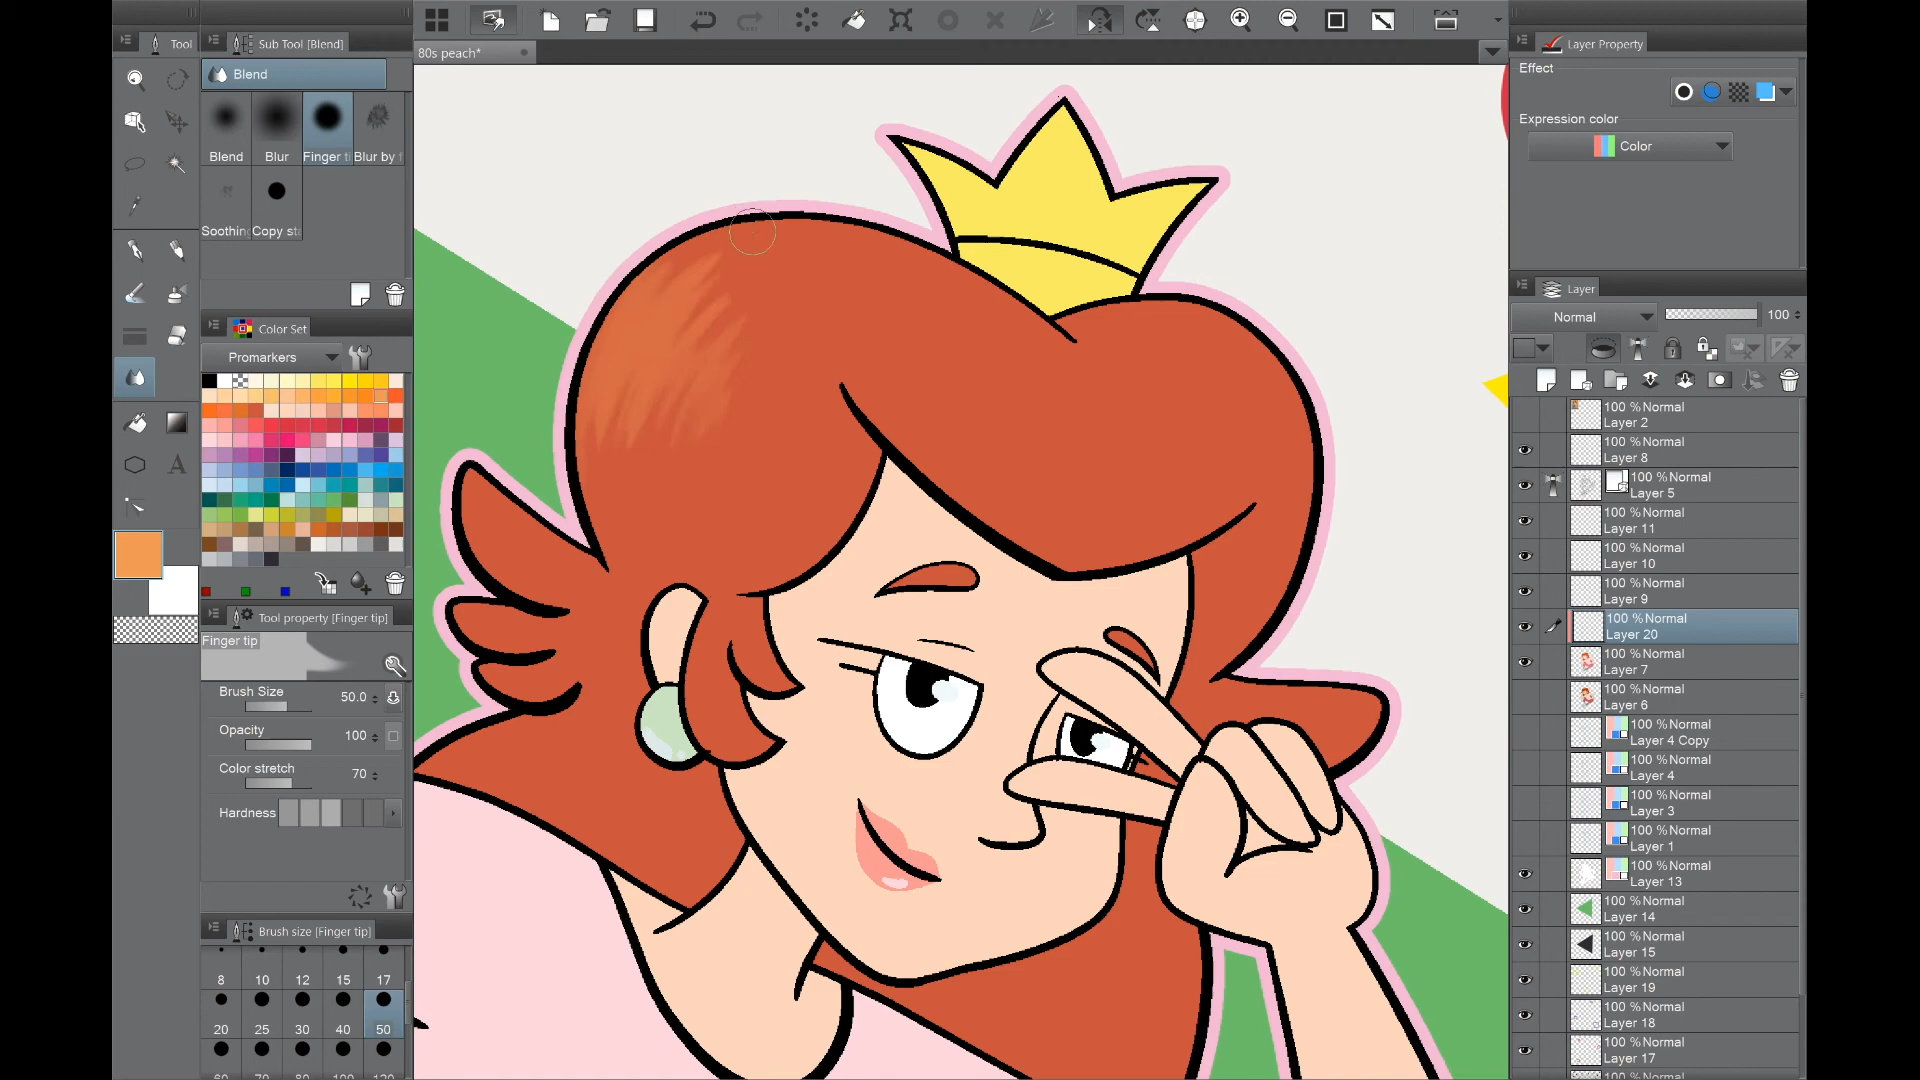 Tool
Sub Tool [Blend]
Blend
Blend
Blur
Finger ti
Blur by f
Soothing
Copy sta
Color Set
Promarkers
Tool property [Finger tip]
Finger tip
Brush Size
50.0
Opacity
100
Color stretch
70
Hardness
Brush size [Finger tip]
8
10
12
15
17
20
25
30
40
50
80s peach*
Layer Property
Effect
Expression color
Color
Layer
Normal
100
100 %Normal
Layer 2
100 %Normal
Layer 8
100 %Normal
Layer 5
100 %Normal
Layer 11
100 %Normal
Layer 10
100 %Normal
Layer 9
100 %Normal
Layer 20
100 %Normal
Layer 7
100 %Normal
Layer 6
100 %Normal
Layer 4 Copy
100 %Normal
Layer 4
100 %Normal
Layer 3
100 %Normal
Layer 1
100 %Normal
Layer 13
100 %Normal
Layer 14
100 %Normal
Layer 15
100 %Normal
Layer 19
100 %Normal
Layer 18
100 %Normal
Layer 17